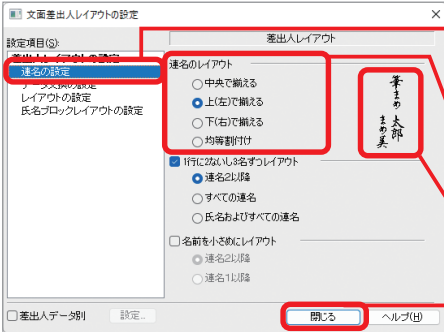 文面差出人レイアウトの設定
設定項目(S):
差出人レイアウトの設定
連名の設定
データ交換の設定
レイアウトの設定
氏名ブロックレイアウトの設定
差出人レイアウト
連名のレイアウト
中央で揃える
上(左)で揃える
下(右)で揃える
均等割付け
筆まめ 太郎
まめ美
1行に2ないし3名ずつレイアウト
連名2以降
すべての連名
氏名およびすべての連名
名前を小さめにレイアウト
連名2以降
連名1以降
差出人データ別
設定...
閉じる
ヘルプ(H)